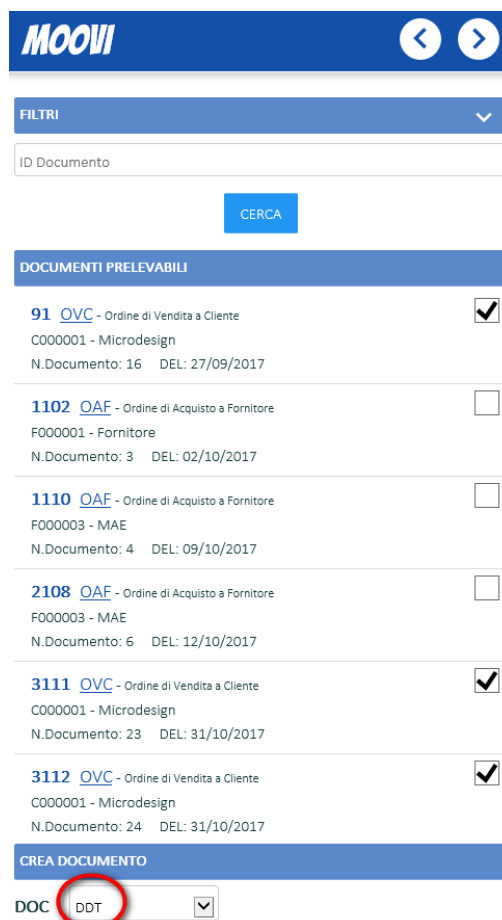 MOOVI
FILTRI
ID Documento
CERCA
DOCUMENTI PRELEVABILI
91 OVC - Ordine di Vendita a Cliente
C000001 - Microdesign
N.Documento: 16 DEL: 27/09/2017
1102 OAF - Ordine di Acquisto a Fornitore
F000001 - Fornitore
N.Documento: 3 DEL: 02/10/2017
1110 OAF - Ordine di Acquisto a Fornitore
F000003 - MAE
N.Documento: 4 DEL: 09/10/2017
2108 OAF - Ordine di Acquisto a Fornitore
F000003 - MAE
N.Documento: 6 DEL: 12/10/2017
3111 OVC - Ordine di Vendita a Cliente
C000001 - Microdesign
N.Documento: 23 DEL: 31/10/2017
3112 OVC - Ordine di Vendita a Cliente
C000001 - Microdesign
N.Documento: 24 DEL: 31/10/2017
CREA DOCUMENTO
DOC DDT